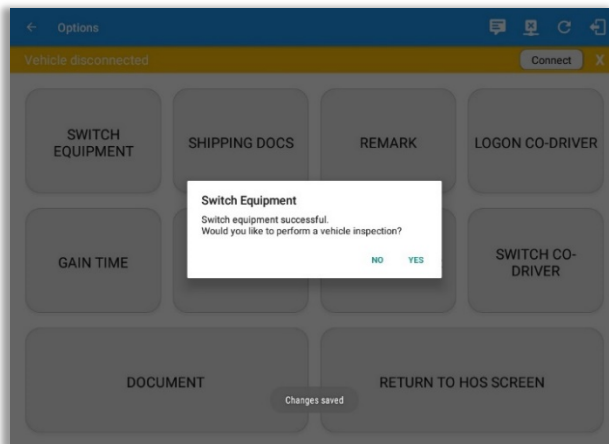 Options
Vehicle disconnected
Connect
X
SWITCH
EQUIPMENT
SHIPPING DOCS
REMARK
LOGON CO-DRIVER
Switch Equipment
Switch equipment successful.
Would you like to perform a vehicle inspection?
NO
YES
GAIN TIME
SWITCH CO-
DRIVER
DOCUMENT
RETURN TO HOS SCREEN
Changes saved